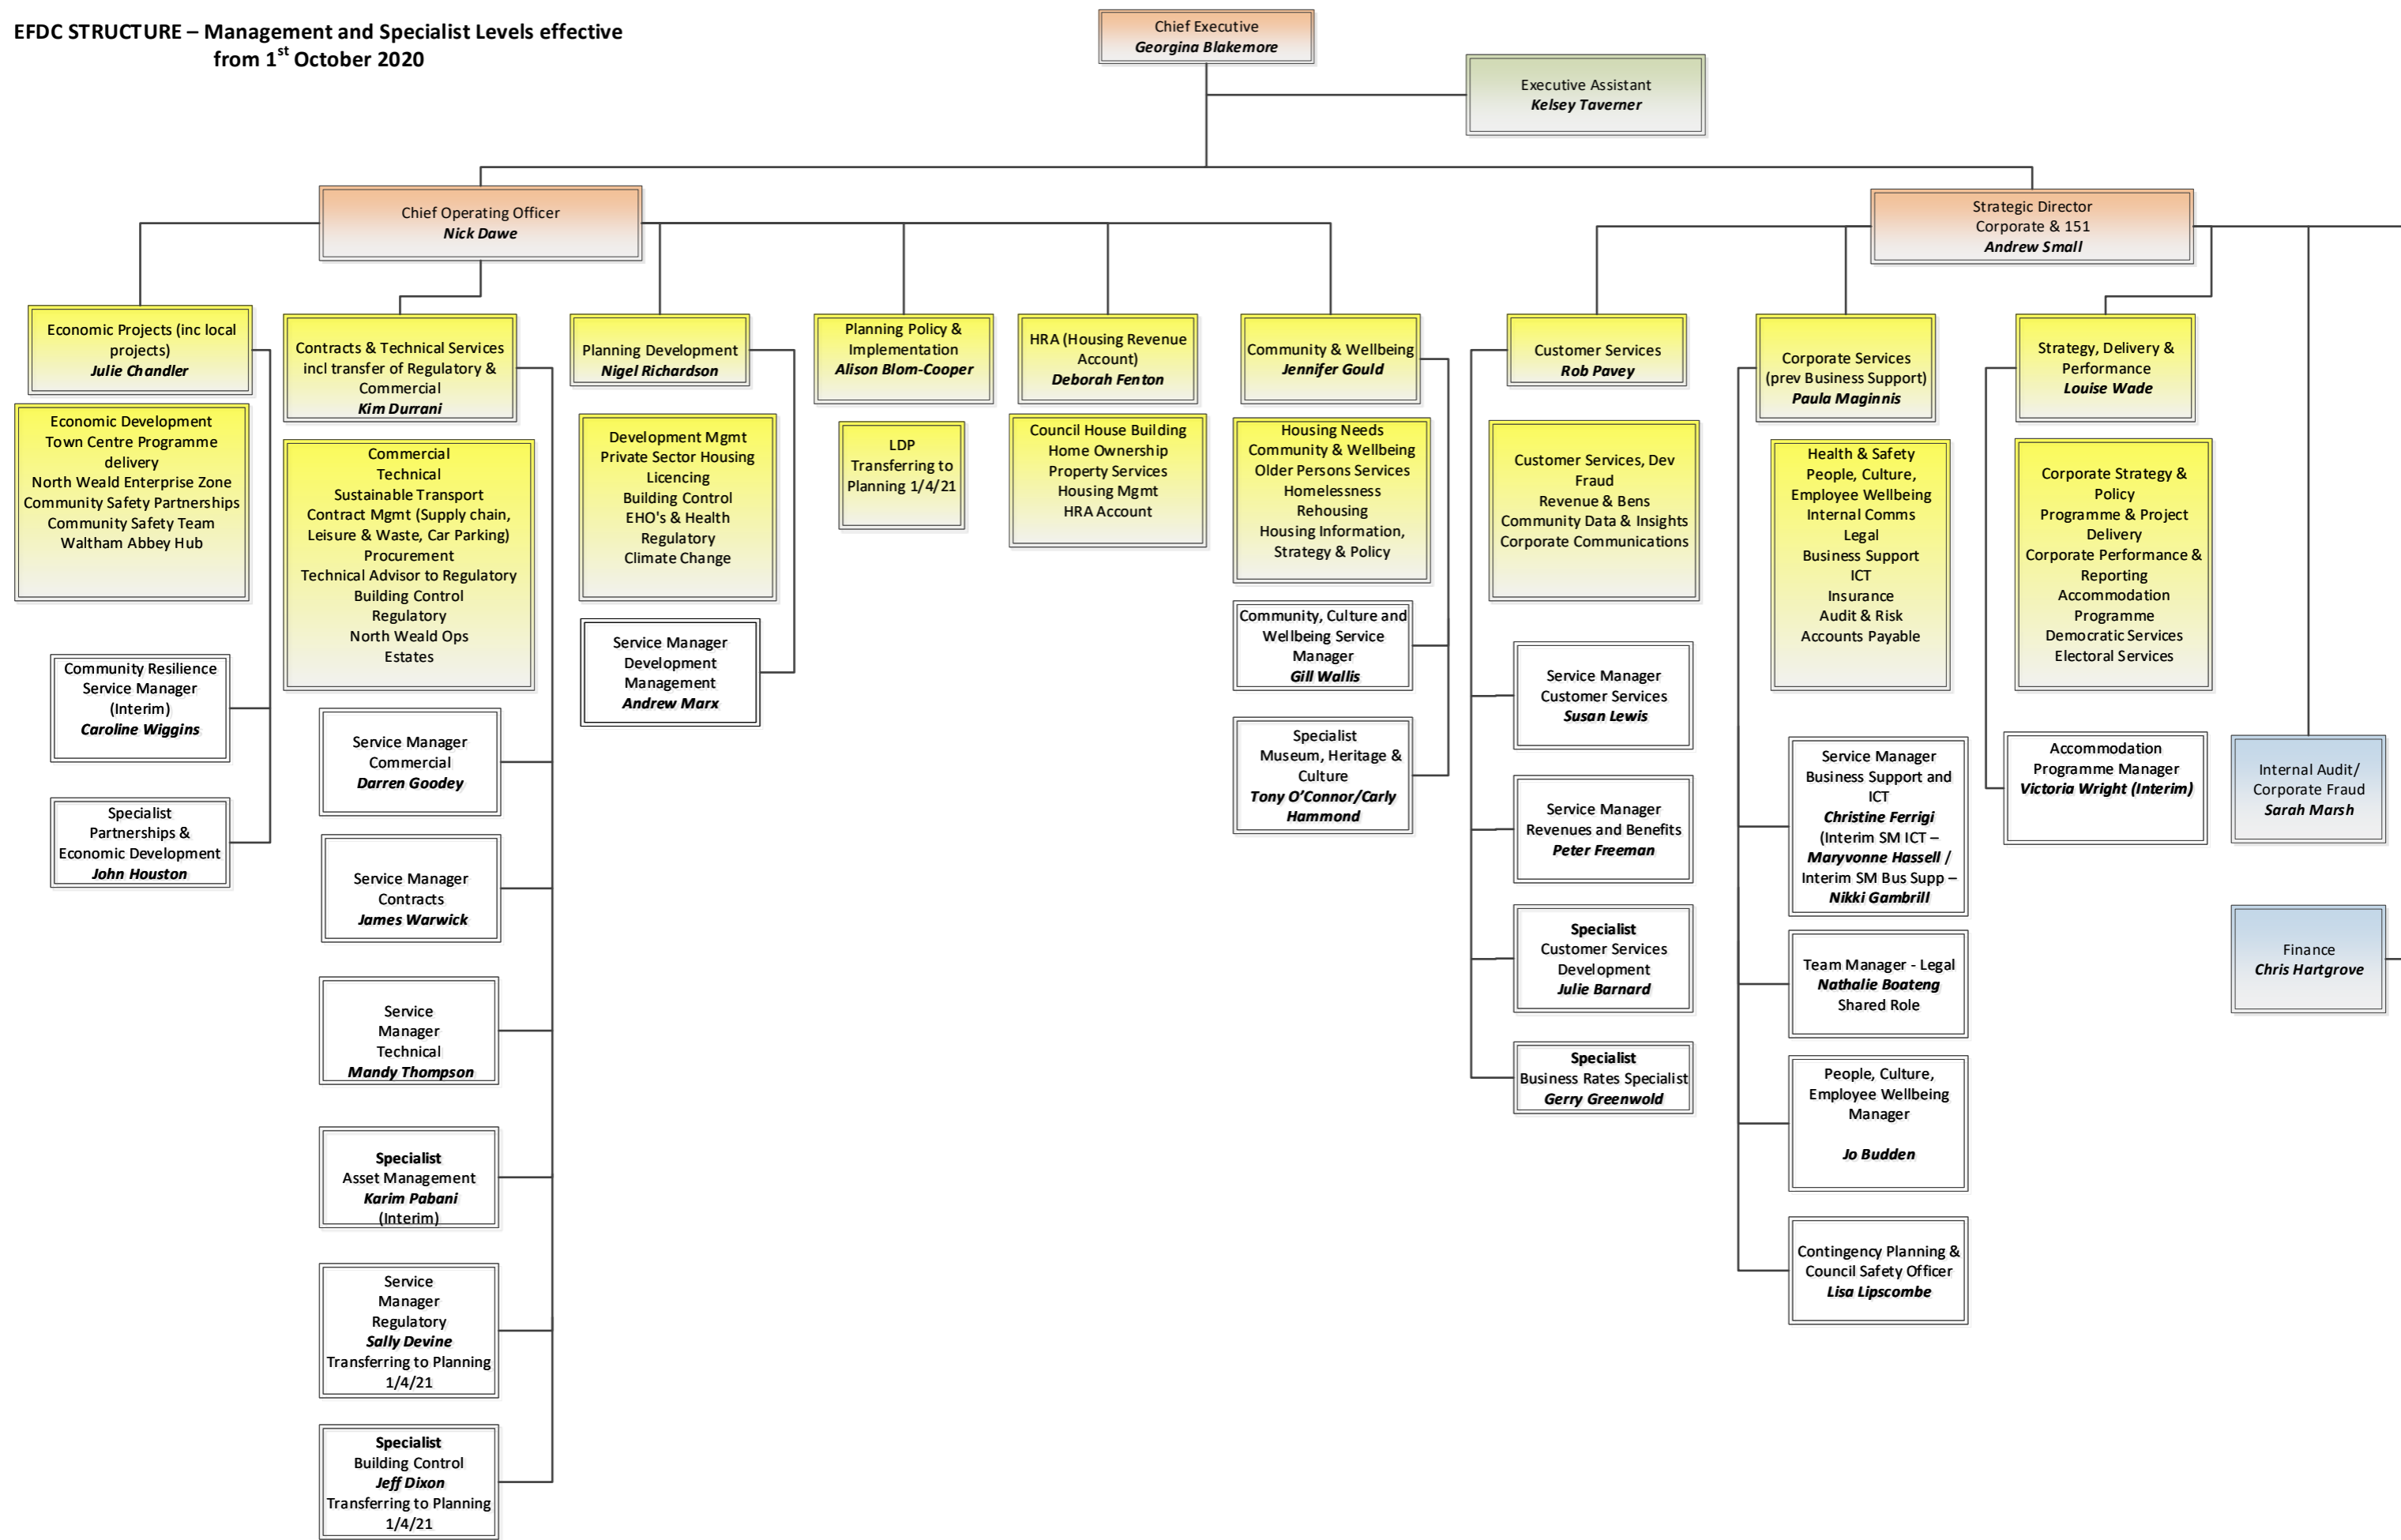 EFDC STRUCTURE – Management and Specialist Levels effective
from 1st October 2020
Chief Executive
Georgina Blakemore
Executive Assistant
Kelsey Taverner
Chief Operating Officer
Nick Dawe
Strategic Director
Corporate & 151
Andrew Small
Economic Projects (inc local
projects)
Julie Chandler
Economic Development
Town Centre Programme
delivery
North Weald Enterprise Zone
Community Safety Partnerships
Community Safety Team
Waltham Abbey Hub
Community Resilience
Service Manager
(Interim)
Caroline Wiggins
Specialist
Partnerships &
Economic Development
John Houston
Contracts & Technical Services
incl transfer of Regulatory &
Commercial
Kim Durrani
Commercial
Technical
Sustainable Transport
Contract Mgmt (Supply chain,
Leisure & Waste, Car Parking)
Procurement
Technical Advisor to Regulatory
Building Control
Regulatory
North Weald Ops
Estates
Service Manager
Commercial
Darren Goodey
Service Manager
Contracts
James Warwick
Service
Manager
Technical
Mandy Thompson
Specialist
Asset Management
Karim Pabani
(Interim)
Service
Manager
Regulatory
Sally Devine
Transferring to Planning
1/4/21
Specialist
Building Control
Jeff Dixon
Transferring to Planning
1/4/21
Planning Development
Nigel Richardson
Development Mgmt
Private Sector Housing
Licencing
Building Control
EHO's & Health
Regulatory
Climate Change
Service Manager
Development
Management
Andrew Marx
Planning Policy &
Implementation
Alison Blom-Cooper
LDP
Transferring to
Planning 1/4/21
HRA (Housing Revenue
Account)
Deborah Fenton
Council House Building
Home Ownership
Property Services
Housing Mgmt
HRA Account
Community & Wellbeing
Jennifer Gould
Housing Needs
Community & Wellbeing
Older Persons Services
Homelessness
Rehousing
Housing Information,
Strategy & Policy
Community, Culture and
Wellbeing Service
Manager
Gill Wallis
Specialist
Museum, Heritage &
Culture
Tony O’Connor/Carly
Hammond
Customer Services
Rob Pavey
Customer Services, Dev
Fraud
Revenue & Bens
Community Data & Insights
Corporate Communications
Service Manager
Customer Services
Susan Lewis
Service Manager
Revenues and Benefits
Peter Freeman
Specialist
Customer Services
Development
Julie Barnard
Specialist
Business Rates Specialist
Gerry Greenwold
Corporate Services
(prev Business Support)
Paula Maginnis
Health & Safety
People, Culture,
Employee Wellbeing
Internal Comms
Legal
Business Support
ICT
Insurance
Audit & Risk
Accounts Payable
Service Manager
Business Support and
ICT
Christine Ferrigi
(Interim SM ICT –
Maryvonne Hassell /
Interim SM Bus Supp –
Nikki Gambrill
Team Manager - Legal
Nathalie Boateng
Shared Role
People, Culture,
Employee Wellbeing
Manager
Jo Budden
Contingency Planning &
Council Safety Officer
Lisa Lipscombe
Strategy, Delivery &
Performance
Louise Wade
Corporate Strategy &
Policy
Programme & Project
Delivery
Corporate Performance &
Reporting
Accommodation
Programme
Democratic Services
Electoral Services
Accommodation
Programme Manager
Victoria Wright (Interim)
Internal Audit/
Corporate Fraud
Sarah Marsh
Finance
Chris Hartgrove